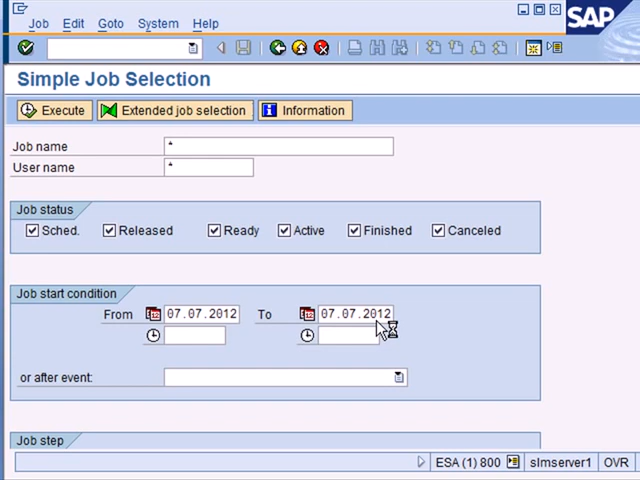 Job Edit Goto System Help
SAP
Simple Job Selection
Execute Extended job selection Information
Job name *
User name *
Job status
Sched. Released Ready Active Finished Canceled
Job start condition
From 07.07.2012 To 07.07.2012
or after event:
Job step
ESA (1) 800 slmserver1 OVR